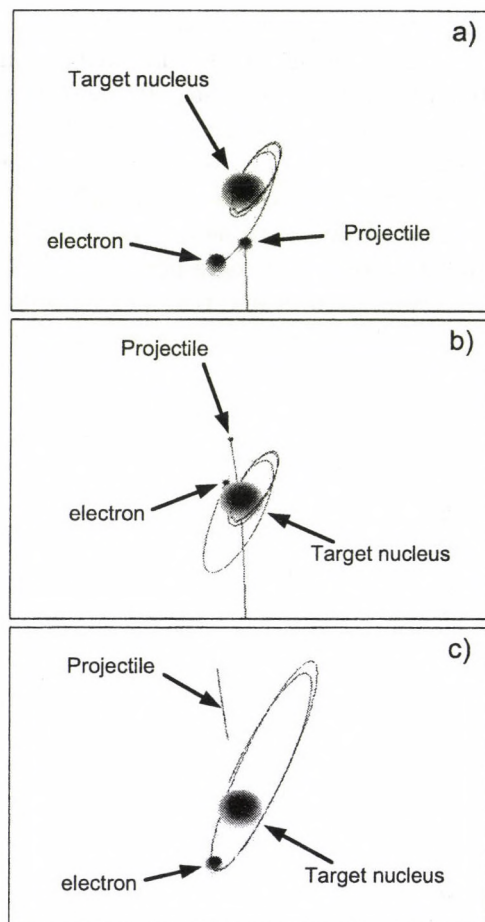 a)
Target nucleus
electron
Projectile
b)
Projectile
electron
Target nucleus
c)
Projectile
electron
Target nucleus